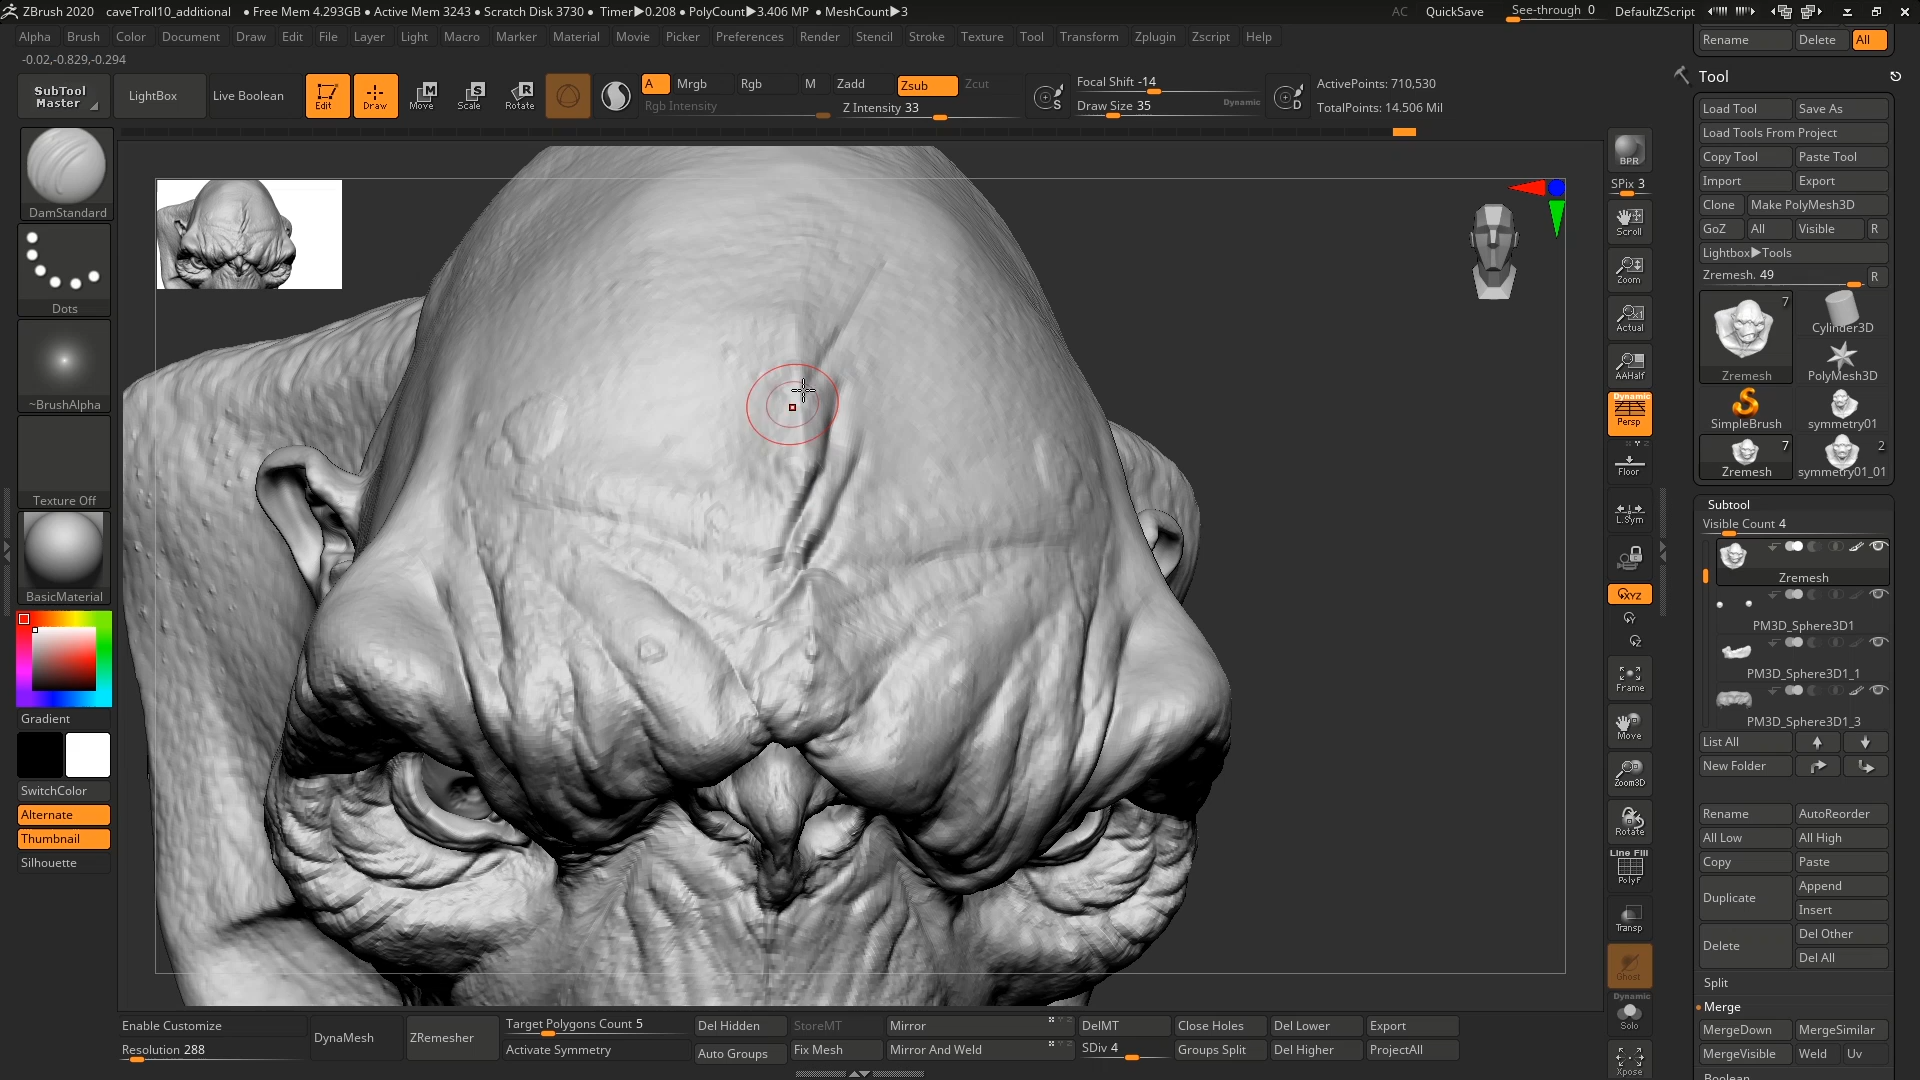 ZBrush 2020 caveTroll10_additional • Free Mem 4.293GB • Active Mem 3243 • Scratch Disk 3730 • Timer▶0.208 • PolyCount▶3.406 MP • MeshCount▶3 AC QuickSave See-through 0 DefaultZScript
Alpha Brush Color Document Draw Edit File Layer Light Macro Marker Material Movie Picker Preferences Render Stencil Stroke Texture Tool Transform Zplugin Zscript Help
-0.02,-0.829,-0.294
SubTool Master
LightBox
Live Boolean
Edit
Draw
Move
Scale
Rotate
A Mrgb Rgb M Zadd Zsub Zcut
Rgb Intensity
Z Intensity 33
S
Focal Shift -14
Draw Size 35
Dynamic
D
ActivePoints: 710,530
TotalPoints: 14.506 Mil
DamStandard
Dots
~BrushAlpha
Texture Off
BasicMaterial
Gradient
SwitchColor
Alternate
Thumbnail
Silhouette
BPR
SPix 3
Scroll
Zoom
Actual
AAHalf
Dynamic
Persp
Floor
L.Sym
XYZ
Frame
Move
Zoom3D
Rotate
Line Fill
PolyF
Transp
Ghost
Dynamic
Solo
Xpose
Rename Delete All
Tool
Load Tool Save As
Load Tools From Project
Copy Tool Paste Tool
Import Export
Clone Make PolyMesh3D
GoZ All Visible R
Lightbox▶Tools
Zremesh. 49 R
7
Zremesh
Cylinder3D
PolyMesh3D
SimpleBrush
symmetry01
7
Zremesh
2
symmetry01_01
Subtool
Visible Count 4
Zremesh
PM3D_Sphere3D1
PM3D_Sphere3D1_1
PM3D_Sphere3D1_3
List All
New Folder
Rename AutoReorder
All Low All High
Copy Paste
Duplicate Append
Insert
Delete Del Other
Del All
Split
Merge
MergeDown MergeSimilar
MergeVisible Weld Uv
Boolean
Enable Customize
Resolution 288
DynaMesh
ZRemesher
Target Polygons Count 5
Activate Symmetry
Del Hidden
Auto Groups
StoreMT
Fix Mesh
Mirror
Mirror And Weld
DelMT
SDiv 4
Close Holes
Groups Split
Del Lower
Del Higher
Export
ProjectAll